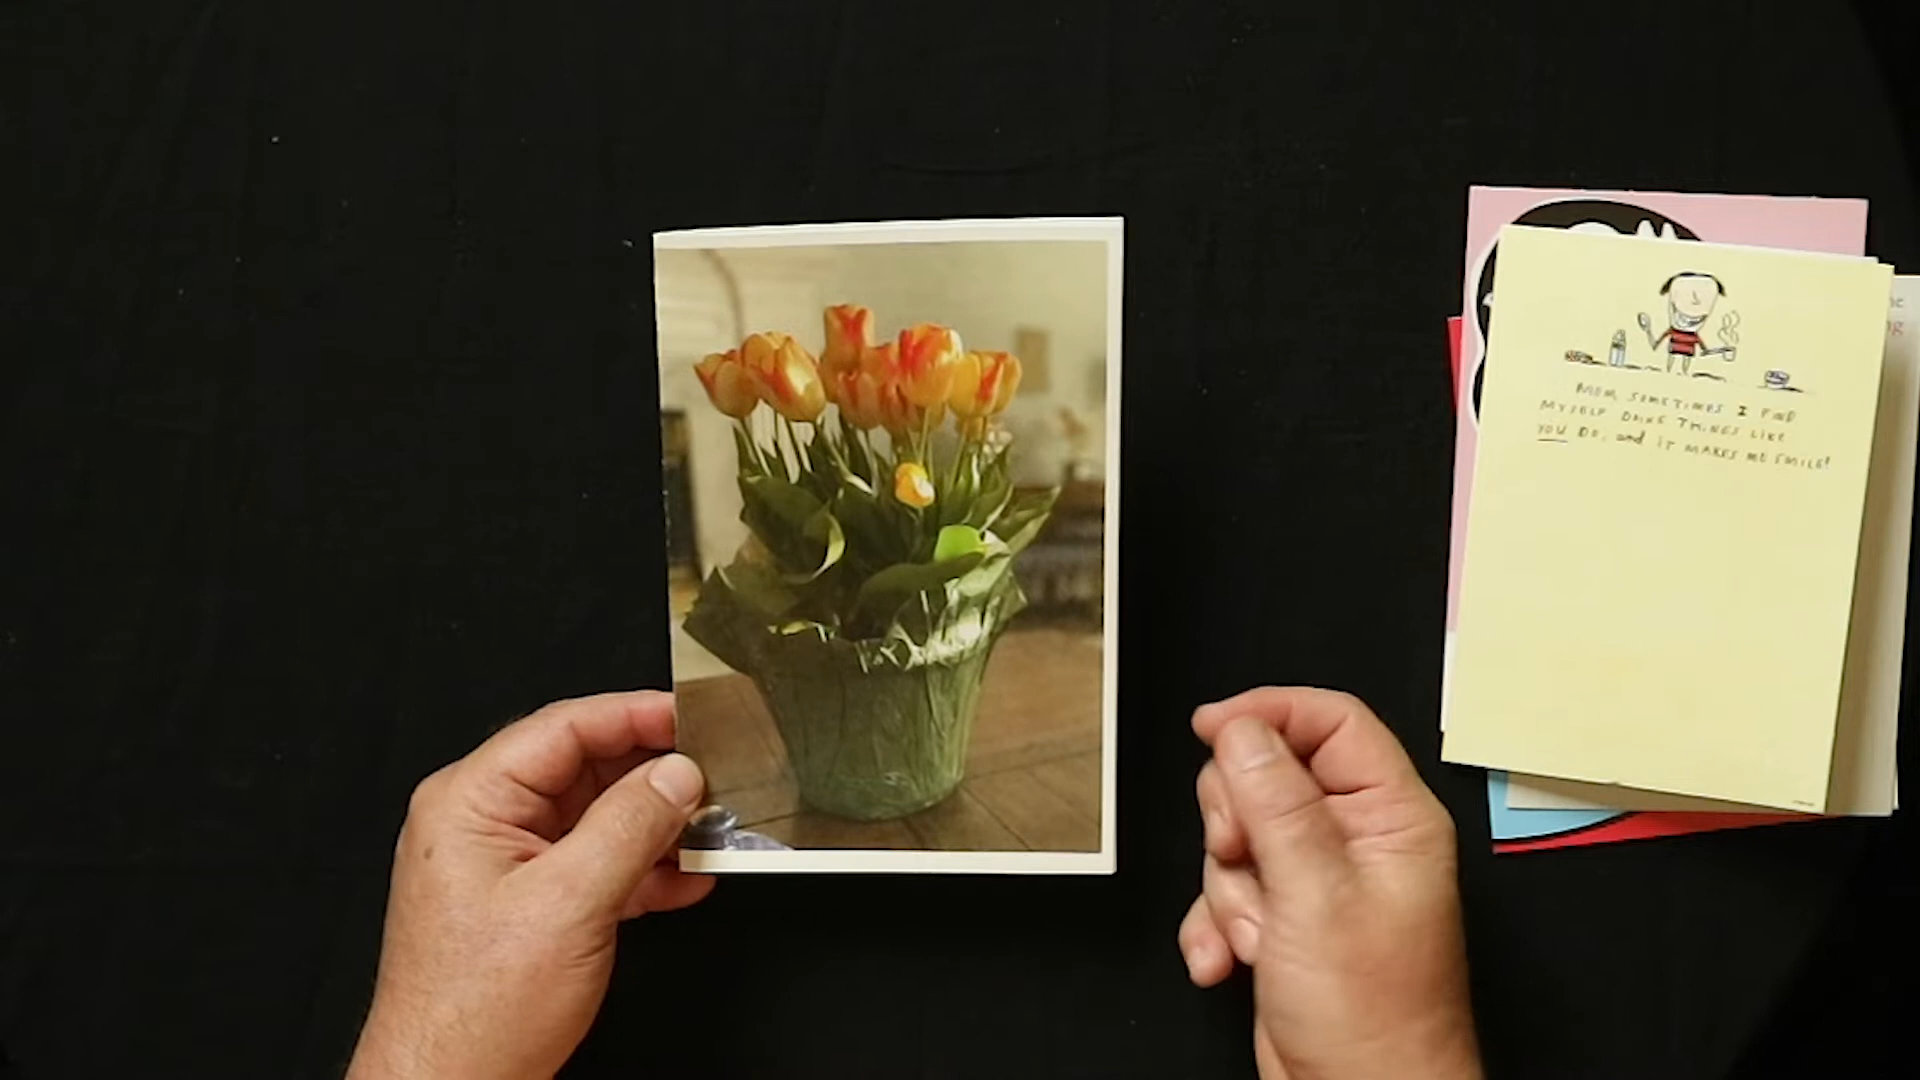 MOM, SOMETIMES I FIND
MYSELF DOING THINGS LIKE
YOU DO, and IT MAKES ME SMILE!